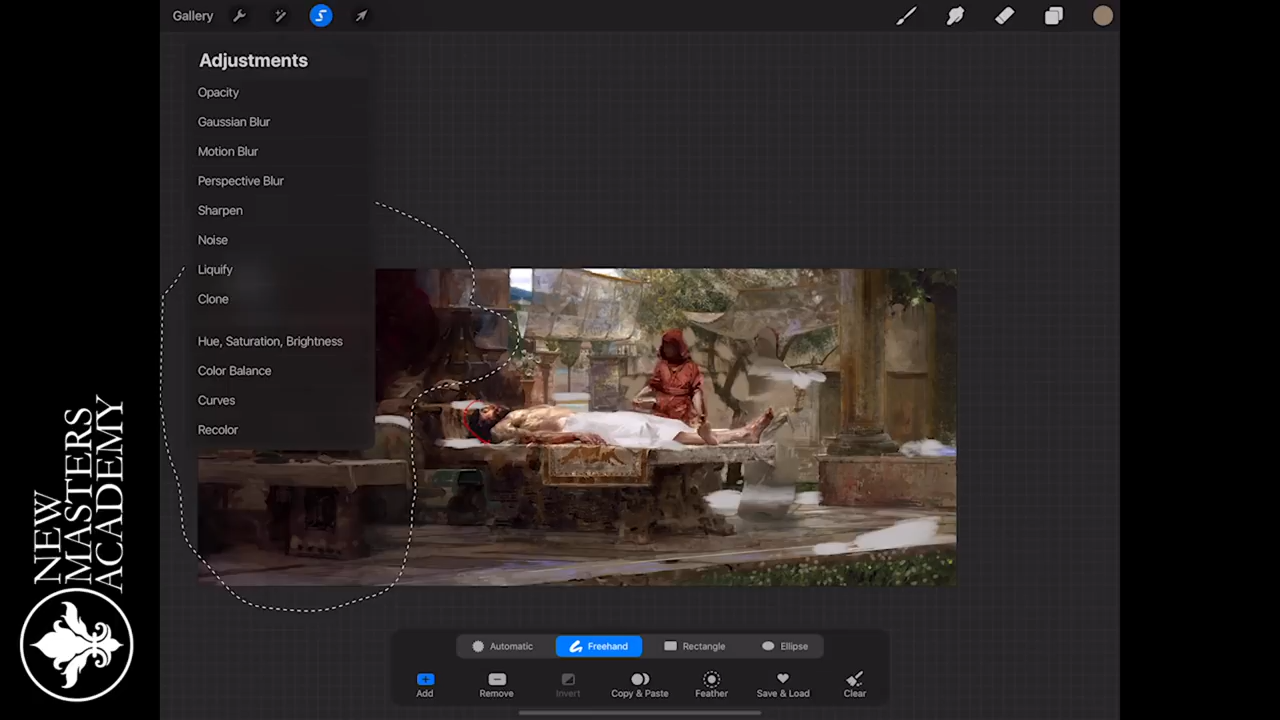 Gallery
Adjustments
Opacity
Gaussian Blur
Motion Blur
Perspective Blur
Sharpen
Noise
Liquify
Clone
Hue, Saturation, Brightness
Color Balance
Curves
Recolor
NEW
MASTERS
ACADEMY
Automatic
Freehand
Rectangle
Ellipse
Add
Remove
Invert
Copy & Paste
Feather
Save & Load
Clear